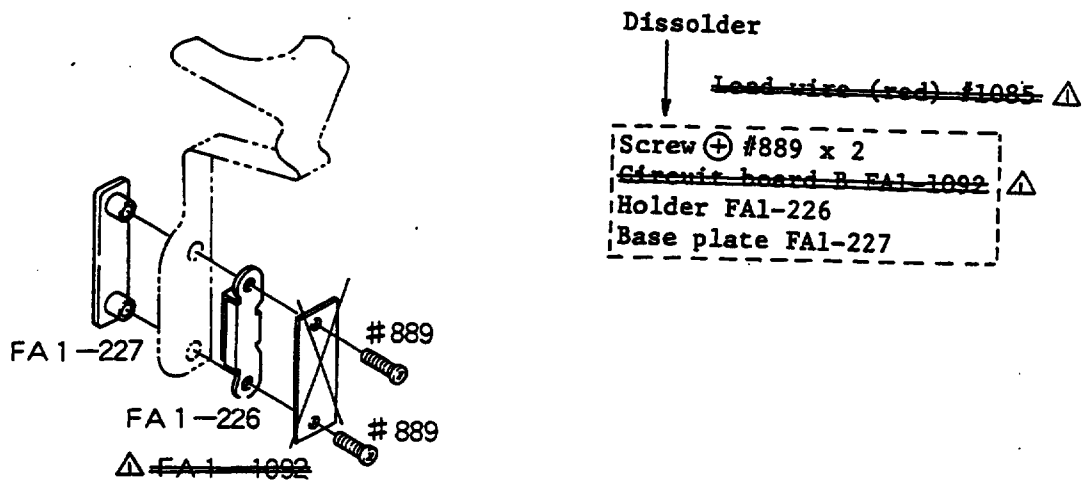 Dissolder
Lead wire (red) #1085 ⚠
Screw ⊕ #889 x 2
Circuit board B FA1-1092 ⚠
Holder FA1-226
Base plate FA1-227
#889
FA1-227
FA1-226
#889
⚠ FA1-1092